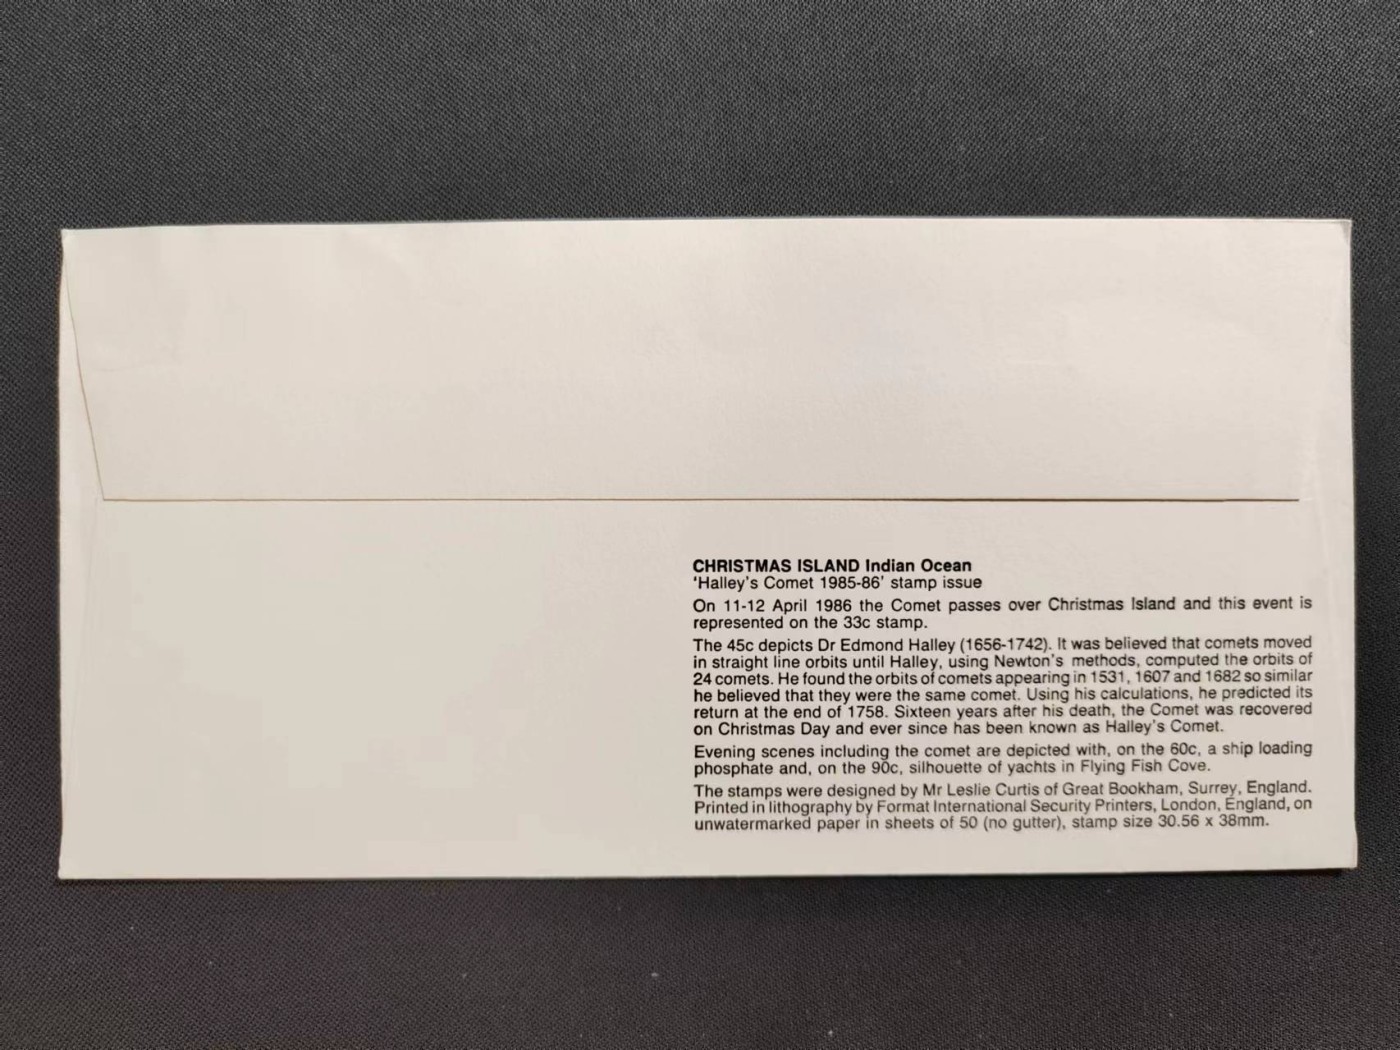 CHRISTMAS ISLAND Indian Ocean
'Halley's Comet 1985-86' stamp issue
On 11-12 April 1986 the Comet passes over Christmas Island and this event is
represented on the 33c stamp.
The 45c depicts Dr Edmond Halley (1656-1742). It was believed that comets moved
in straight line orbits until Halley, using Newton's methods, computed the orbits of
24 comets. He found the orbits of comets appearing in 1531, 1607 and 1682 so similar
he believed that they were the same comet. Using his calculations, he predicted its
return at the end of 1758. Sixteen years after his death, the Comet was recovered
on Christmas Day and ever since has been known as Halley's Comet.
Evening scenes including the comet are depicted with, on the 60c, a ship loading
phosphate and, on the 90c, silhouette of yachts in Flying Fish Cove.
The stamps were designed by Mr Leslie Curtis of Great Bookham, Surrey, England.
Printed in lithography by Format International Security Printers, London, England, on
unwatermarked paper in sheets of 50 (no gutter), stamp size 30.56 x 38mm.